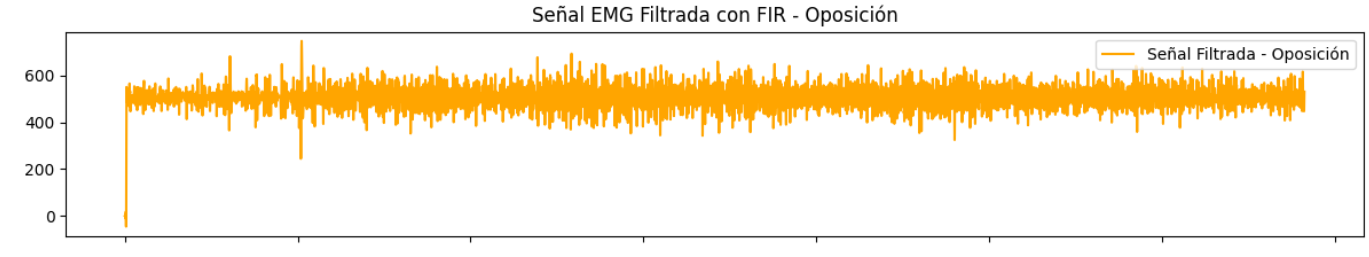 Señal EMG Filtrada con FIR - Oposición
Señal Filtrada - Oposición
600
400
200
0